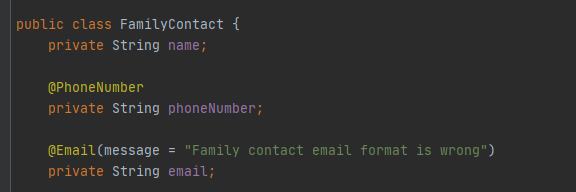 public class FamilyContact {
private String name;
@PhoneNumber
private String phoneNumber;
@Email(message = "Family contact email format is wrong")
private String email;